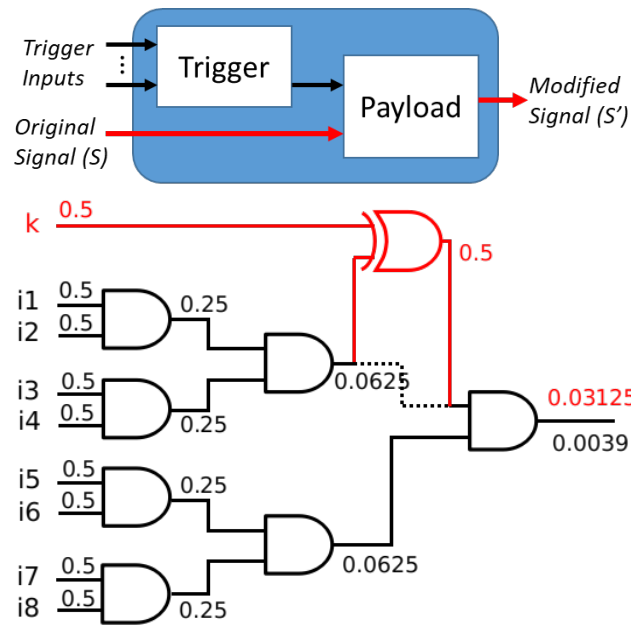 Trigger
Inputs
Trigger
Payload
Original
Signal (S)
Modified
Signal (S’)
k
0.5
0.5
i1
0.5
i2
0.5
0.25
i3
0.5
i4
0.5
0.25
0.0625
0.03125
0.0039
i5
0.5
i6
0.5
0.25
0.0625
i7
0.5
i8
0.5
0.25